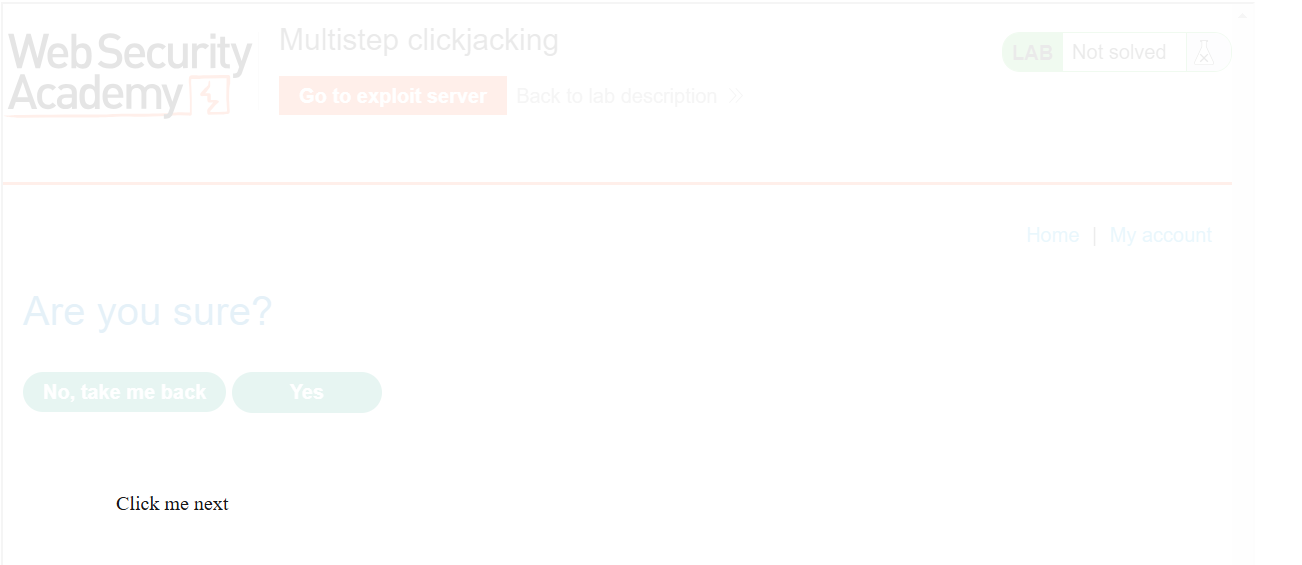 Web Security
Academy
Multistep clickjacking
Go to exploit server
Back to lab description
LAB
Not solved
Home | My account
Are you sure?
No, take me back
Yes
Click me next